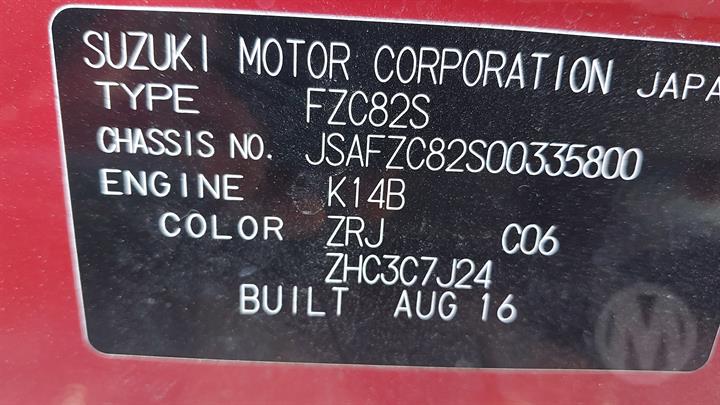 SUZUKI MOTOR CORPORATION JAPA
TYPE FZC82S
CHASSIS NO. JSAFZC82S00335800
ENGINE K14B
COLOR ZRJ C06
ZHC3C7J24
BUILT AUG 16
M